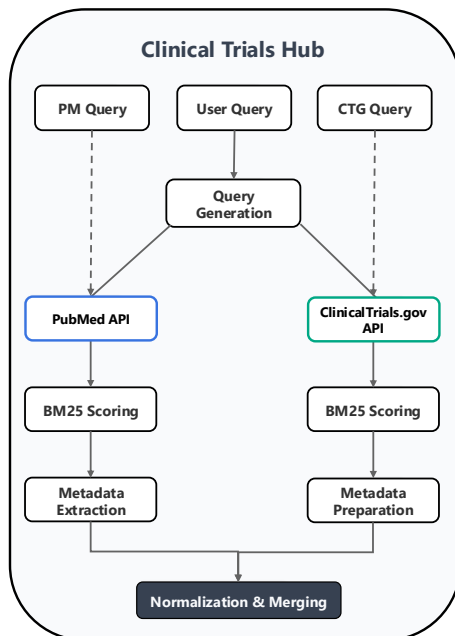 Clinical Trials Hub
PM Query
User Query
CTG Query
Query
Generation
PubMed API
ClinicalTrials.gov
API
BM25 Scoring
BM25 Scoring
Metadata
Extraction
Metadata
Preparation
Normalization & Merging